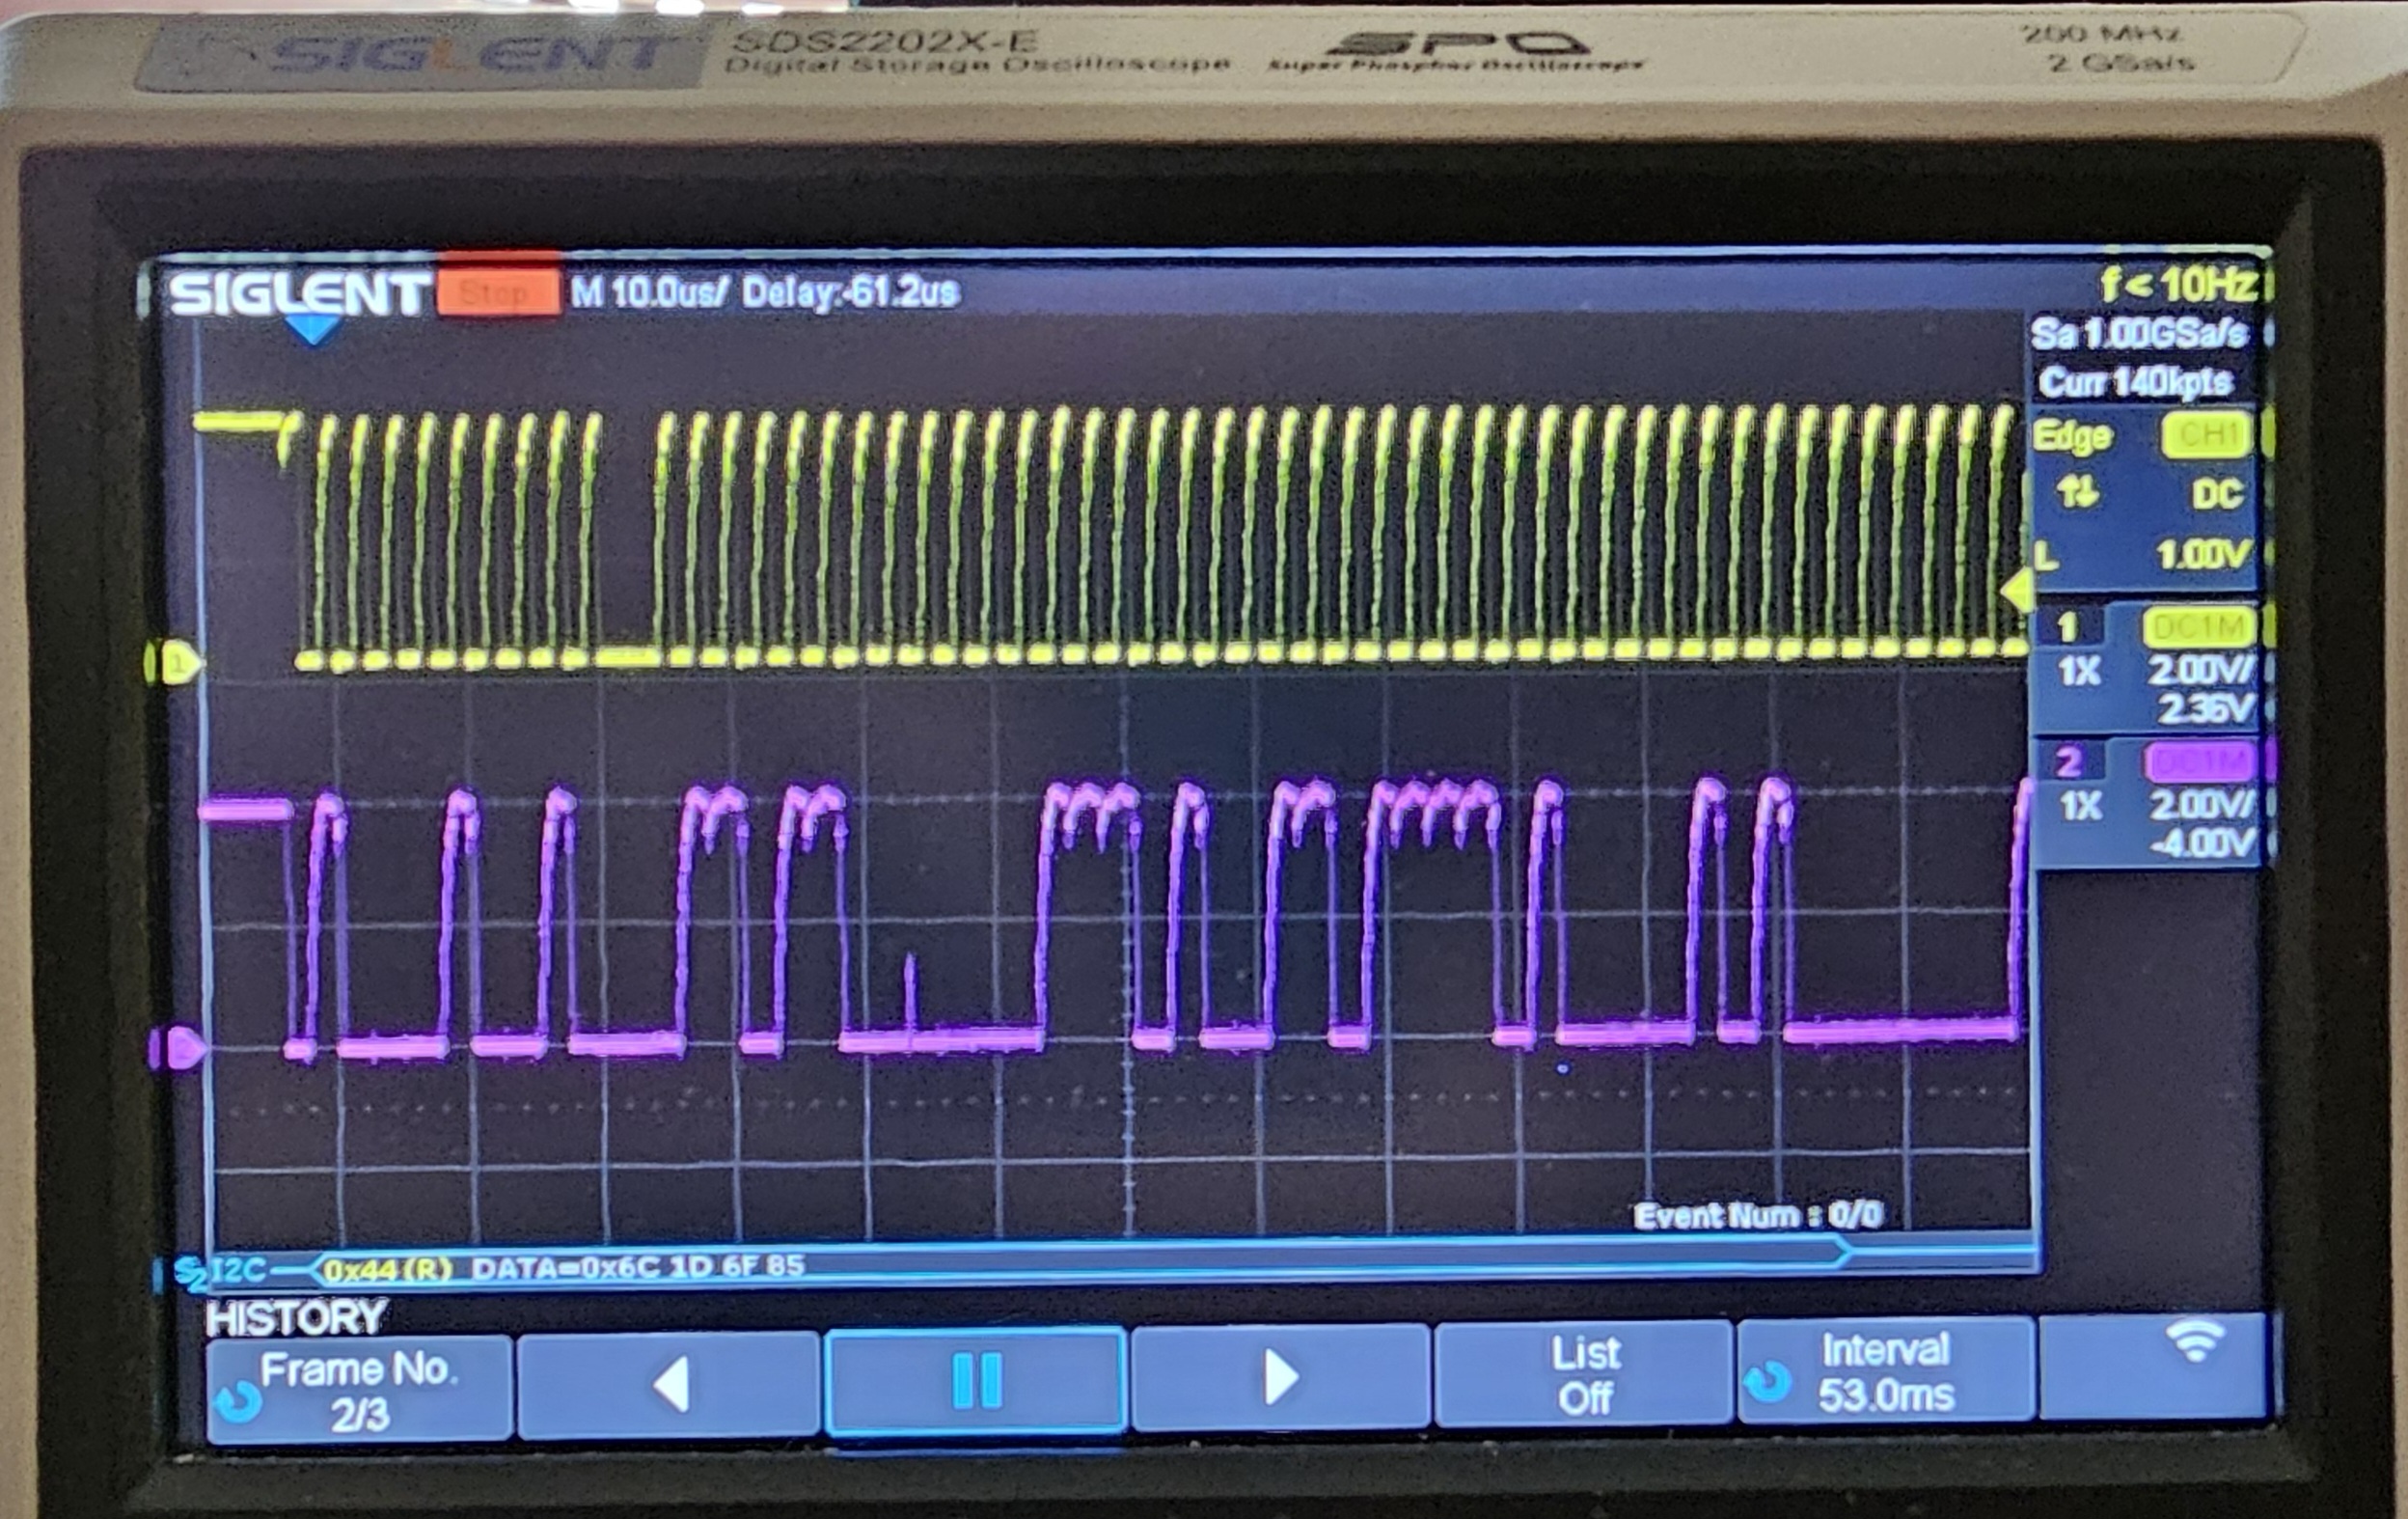 SIGLENT SDS2202X-E SPO 200 MHz
Digital Storage Oscilloscope Super Phosphor Oscilloscope 2 GSa/s
SIGLENT Stop M 10.0us/ Delay:-61.2us f < 10Hz
Sa 1.00GSa/s
Curr 140kpts
Edge CH1
DC
L 1.00V
1 DC1M
1X 2.00V/
2.36V
2 DC1M
1X 2.00V/
-4.00V
1
Event Num : 0/0
S2 I2C 0x44(R) DATA=0x6C 1D 6F 85
HISTORY
Frame No.
2/3
List
Off
Interval
53.0ms